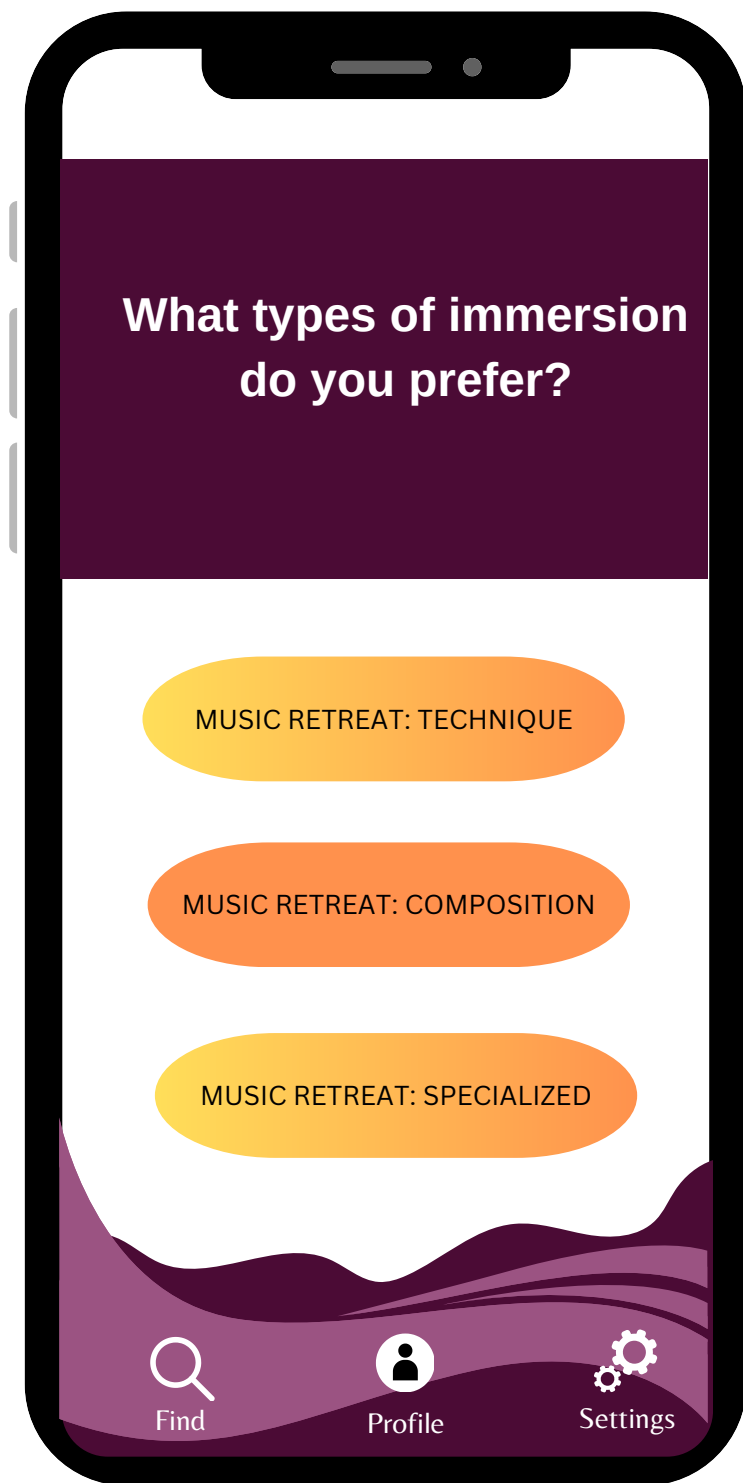 What types of immersion
do you prefer?
MUSIC RETREAT: TECHNIQUE
MUSIC RETREAT: COMPOSITION
MUSIC RETREAT: SPECIALIZED
Find
Profile
Settings